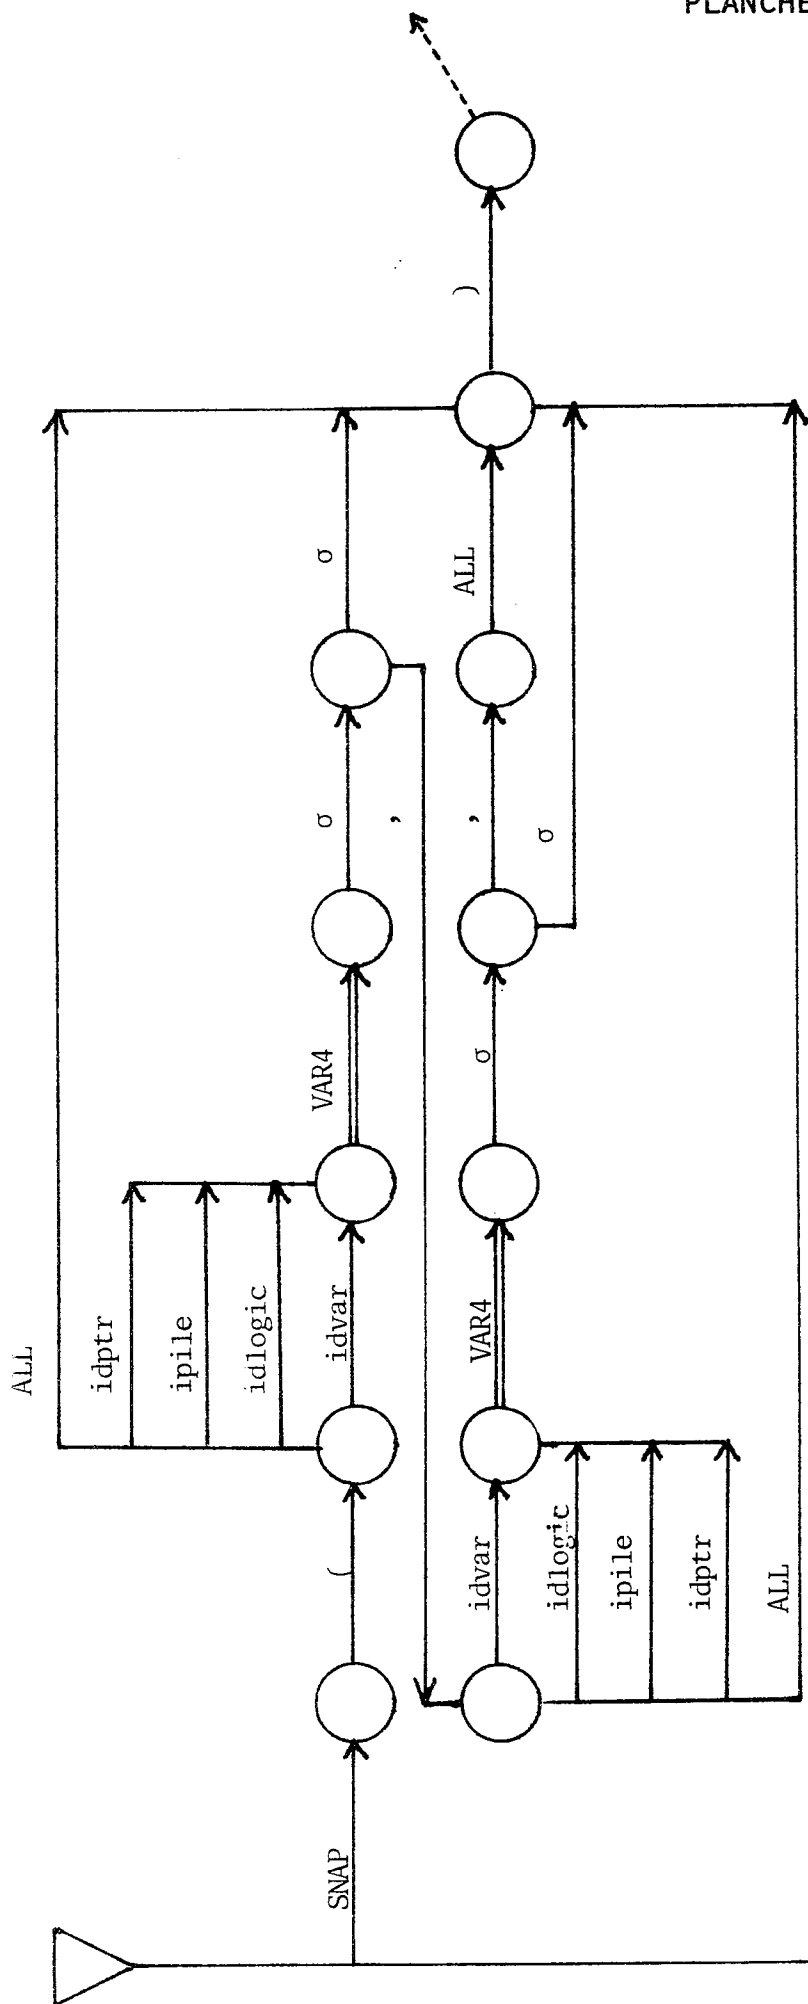 PLANCHE
SNAP
(
ALL
idptr
ipile
idlogic
idvar
VAR4
σ
σ
,
idvar
idlogic
ipile
idptr
ALL
VAR4
σ
,
σ
ALL
)